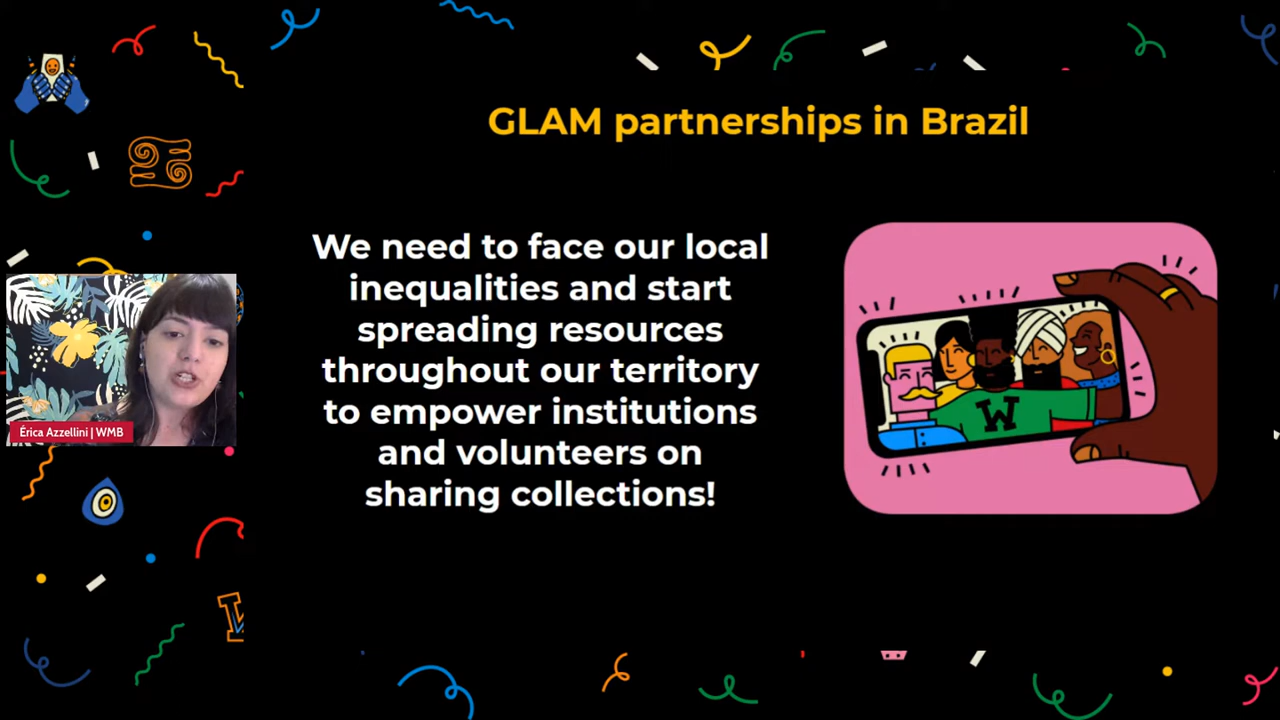 GLAM partnerships in Brazil
We need to face our local
inequalities and start
spreading resources
throughout our territory
to empower institutions
and volunteers on
sharing collections!
W
Érica Azzellini | WMB